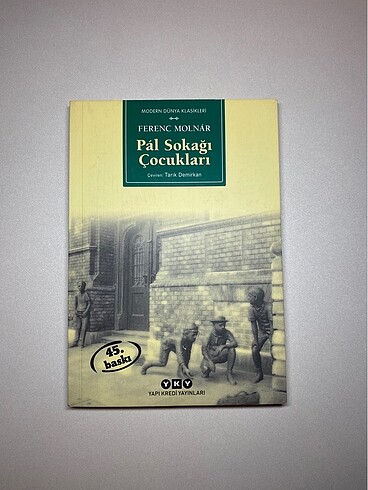 MODERN DÜNYA KLASİKLERİ
FERENC MOLNÁR
Pál Sokağı
Çocukları
Çeviren: Tarık Demirkan
45.
baskı
YKY
YAPI KREDİ YAYINLARI